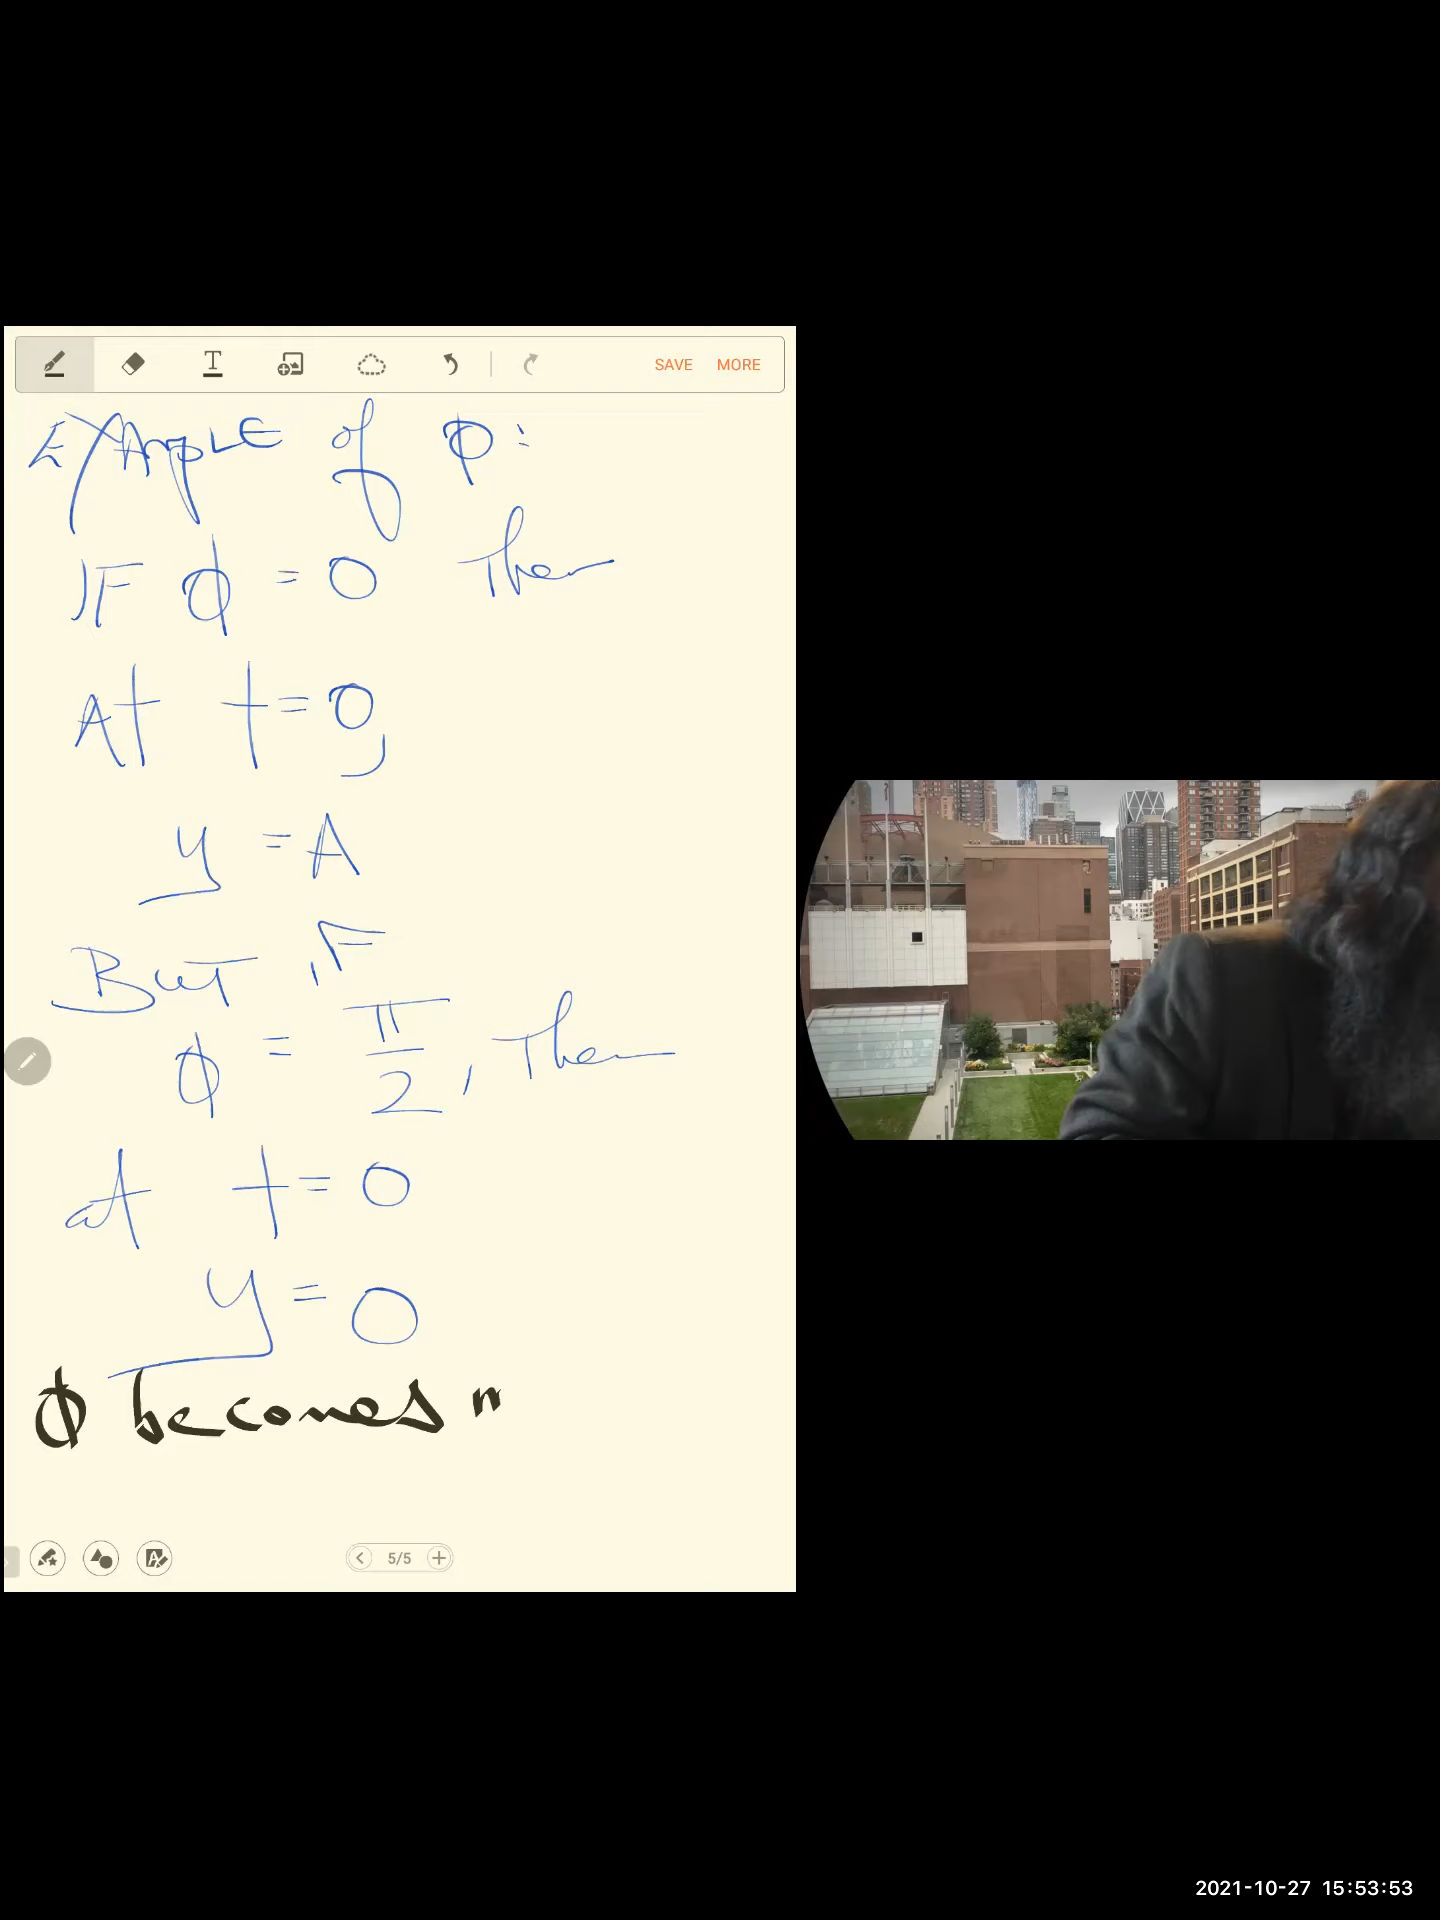 SAVE MORE
EXAMPLE of φ:
IF φ = 0 Then
At t = 0,
y = A
But iF
φ = π/2, Then
at t = 0
y = 0
φ becomes
5/5
2021-10-27 15:53:53